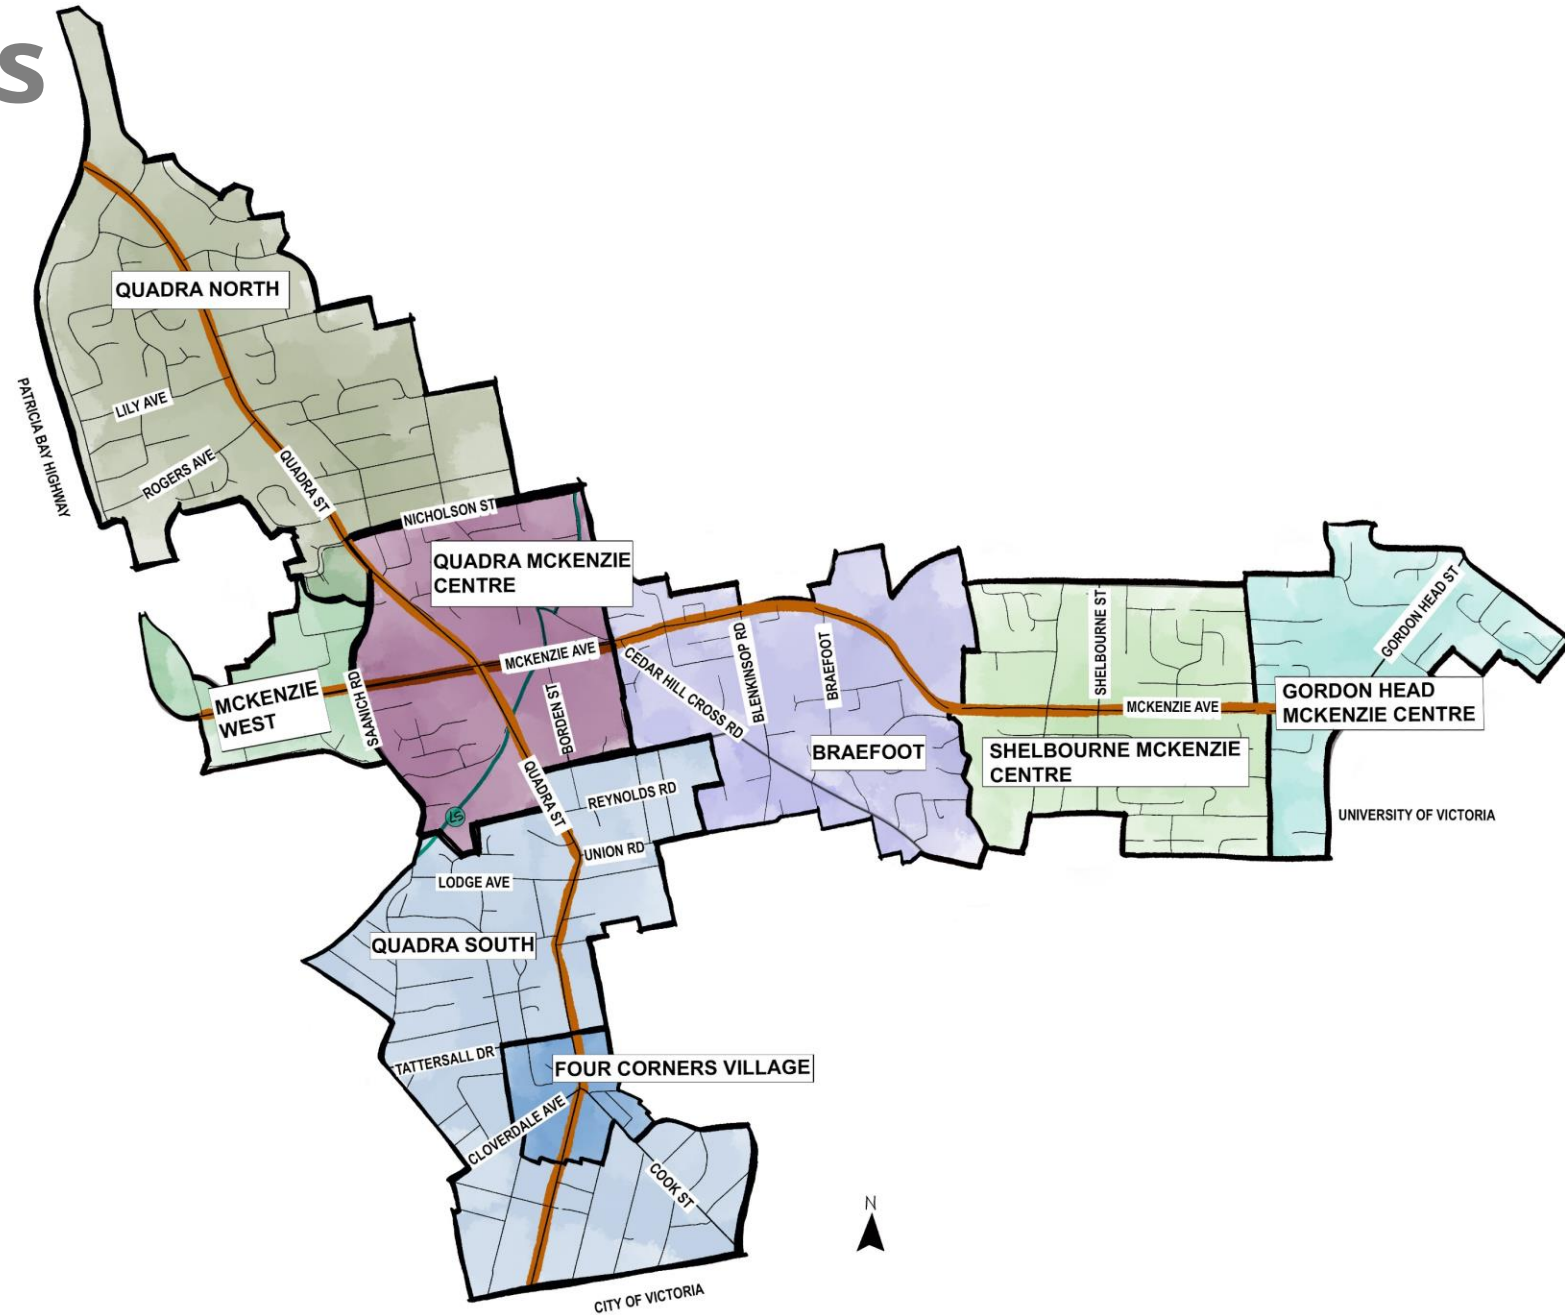 s
QUADRA NORTH
PATRICIA BAY HIGHWAY
LILY AVE
ROGERS AVE
QUADRA ST
NICHOLSON ST
QUADRA MCKENZIE
CENTRE
MCKENZIE AVE
MCKENZIE
WEST
SAANICH RD
BORDEN ST
CEDAR HILL CROSS RD
BLENKINSOP RD
BRAEFOOT
BRAEFOOT
SHELBOURNE ST
MCKENZIE AVE
SHELBOURNE MCKENZIE
CENTRE
GORDON HEAD ST
GORDON HEAD
MCKENZIE CENTRE
UNIVERSITY OF VICTORIA
QUADRA ST
REYNOLDS RD
LS
UNION RD
LODGE AVE
QUADRA SOUTH
TATTERSALL DR
FOUR CORNERS VILLAGE
CLOVERDALE AVE
COOK ST
N
CITY OF VICTORIA